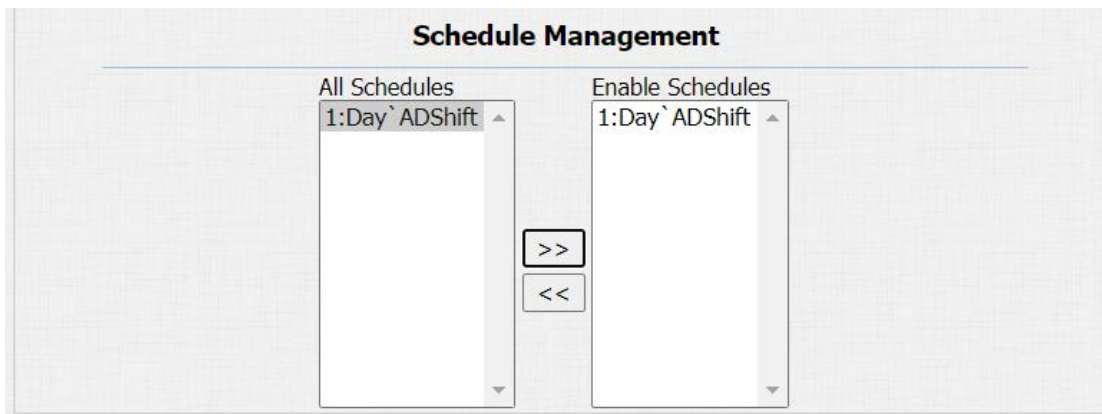 Schedule Management
All Schedules
1:Day`ADShift
>>
<<
Enable Schedules
1:Day`ADShift